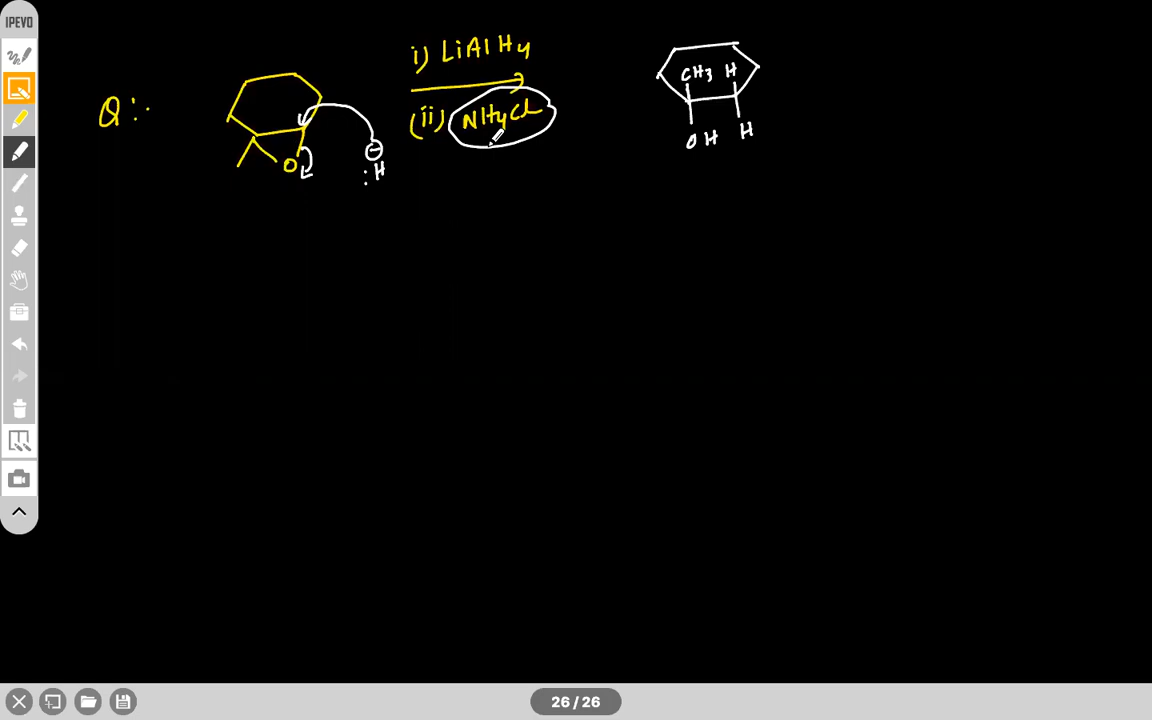 IPEVO
Q:-
i) LiAlH4
(ii) NH4Cl
O
⊖
:H
CH3 H
OH H
26 / 26